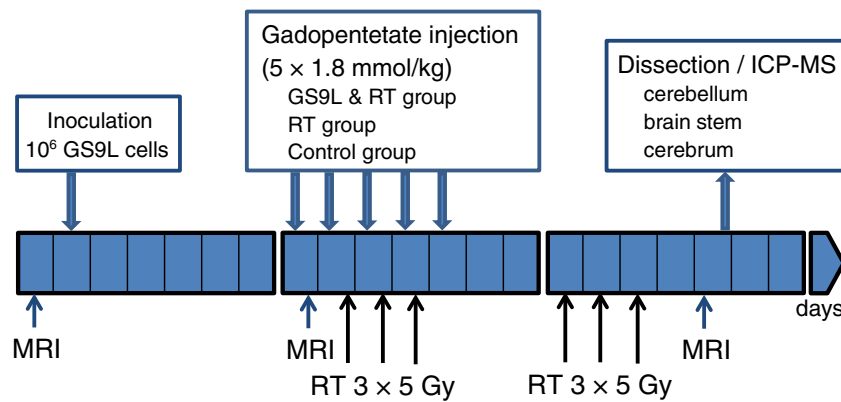 Inoculation
10⁶ GS9L cells
Gadopentetate injection
(5 × 1.8 mmol/kg)
GS9L & RT group
RT group
Control group
Dissection / ICP-MS
cerebellum
brain stem
cerebrum
days
MRI
MRI
RT 3 × 5 Gy
RT 3 × 5 Gy
MRI